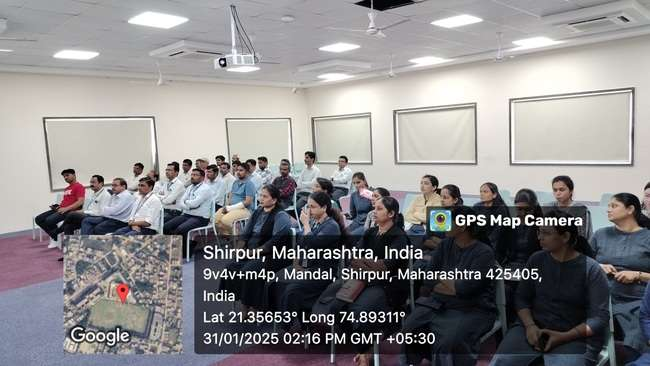 GPS Map Camera
Shirpur, Maharashtra, India
9v4v+m4p, Mandal, Shirpur, Maharashtra 425405,
India
Lat 21.35653° Long 74.89311°
31/01/2025 02:16 PM GMT +05:30
Google